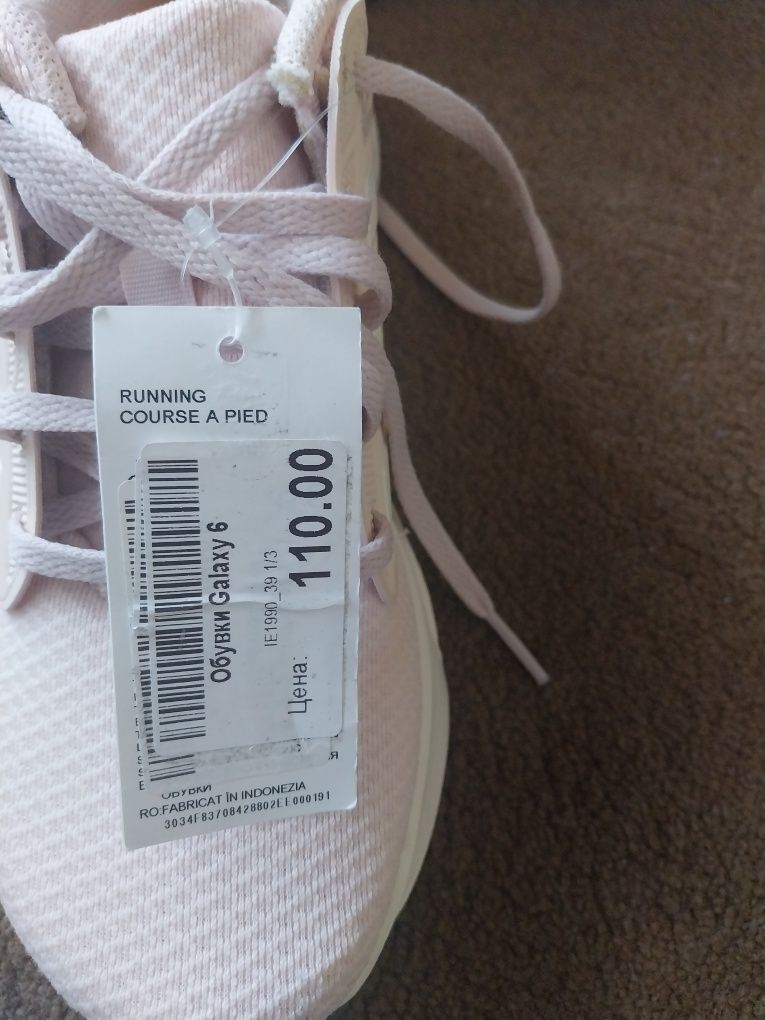 RUNNING
COURSE A PIED
Обувки Galaxy 6
IE1990_39 1/3
Цена: 110.00
ОБУВКИ
RO:FABRICAT ÎN INDONEZIA
3034F83708428802EE000191